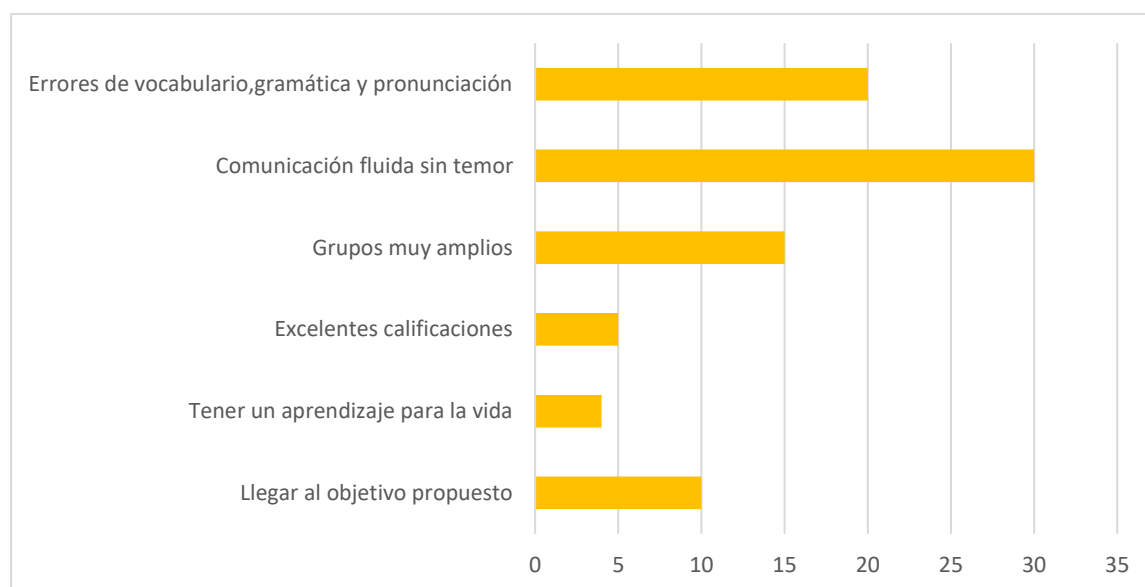 Errores de vocabulario,gramática y pronunciación
Comunicación fluida sin temor
Grupos muy amplios
Excelentes calificaciones
Tener un aprendizaje para la vida
Llegar al objetivo propuesto
0 5 10 15 20 25 30 35